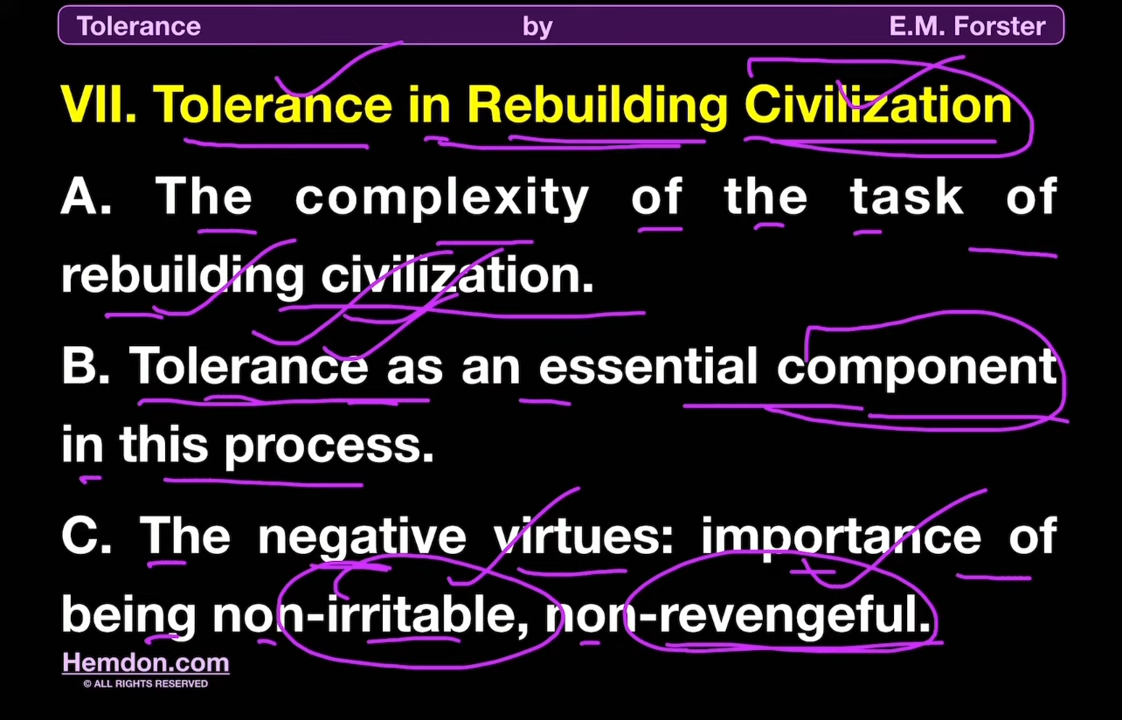 Tolerance by E.M. Forster
VII. Tolerance in Rebuilding Civilization
A. The complexity of the task of
rebuilding civilization.
B. Tolerance as an essential component
in this process.
C. The negative virtues: importance of
being non-irritable, non-revengeful.
Hemdon.com
© ALL RIGHTS RESERVED